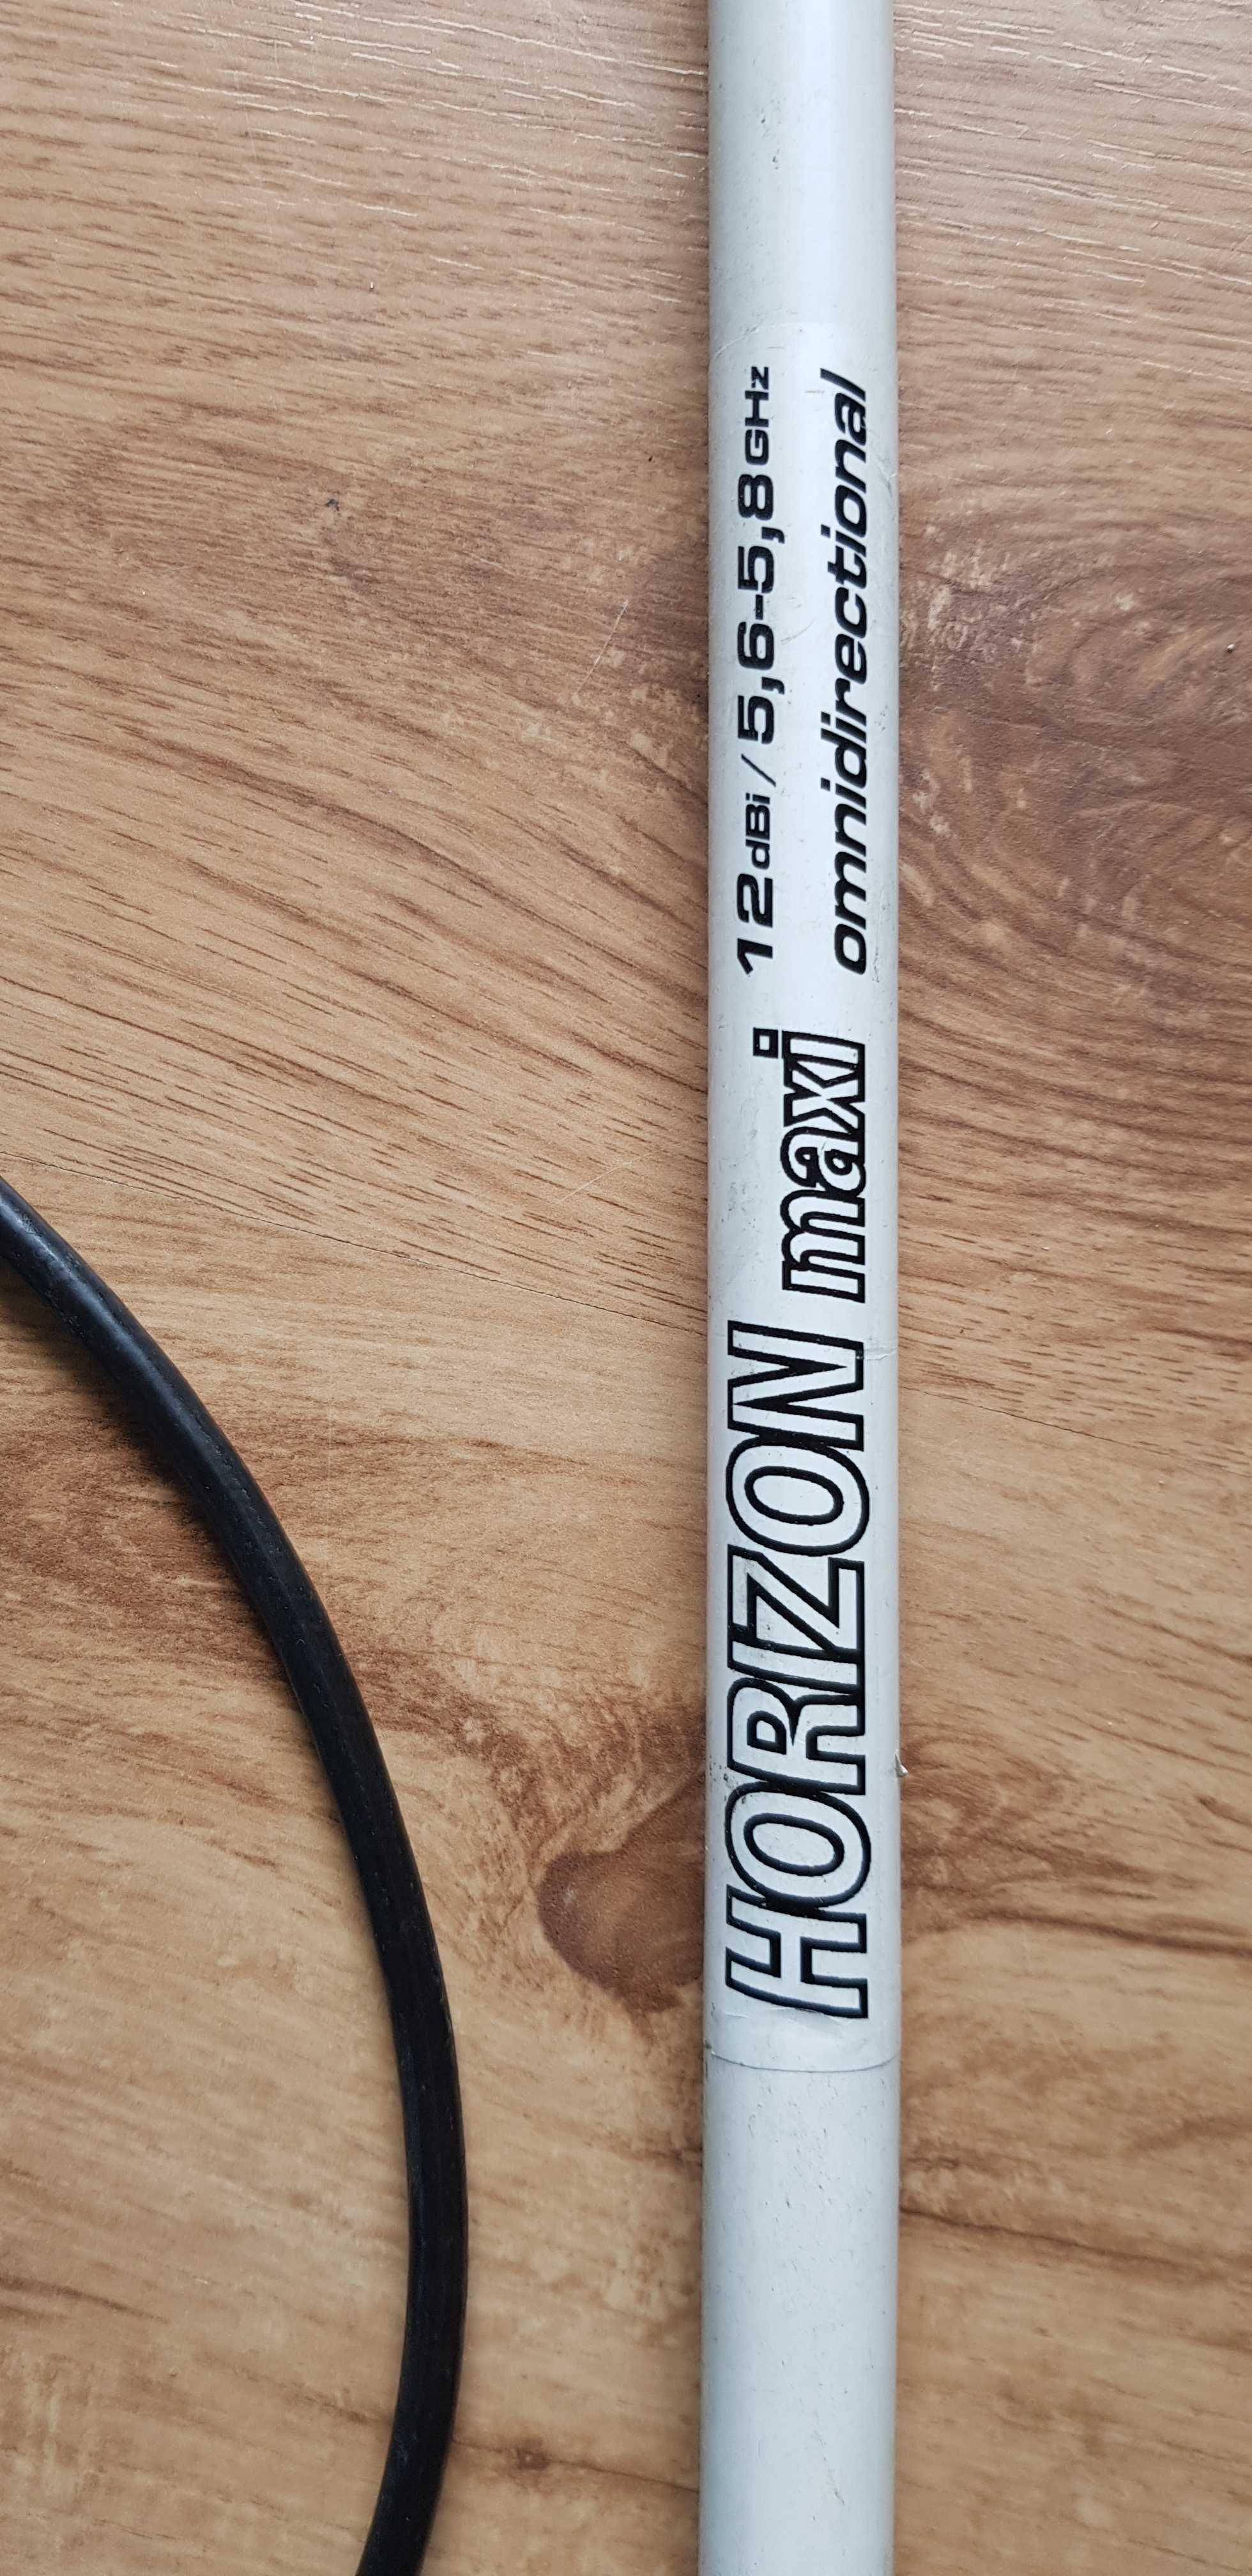 HORIZON maxi
12dBi / 5,6-5,8GHz
omnidirectional